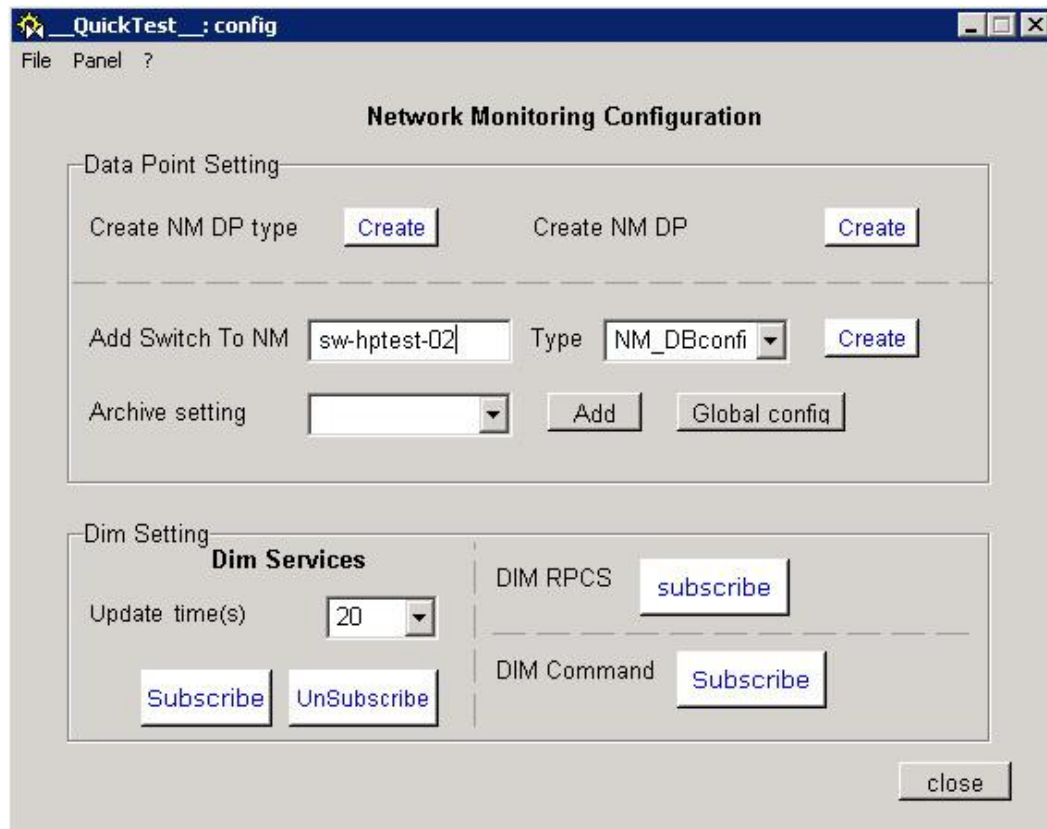 __QuickTest__: config
File Panel ?
Network Monitoring Configuration
Data Point Setting
Create NM DP type Create Create NM DP Create
Add Switch To NM sw-hptest-02 Type NM_DBconfi Create
Archive setting Add Global config
Dim Setting
Dim Services
DIM RPCS subscribe
Update time(s) 20
DIM Command Subscribe
Subscribe UnSubscribe
close